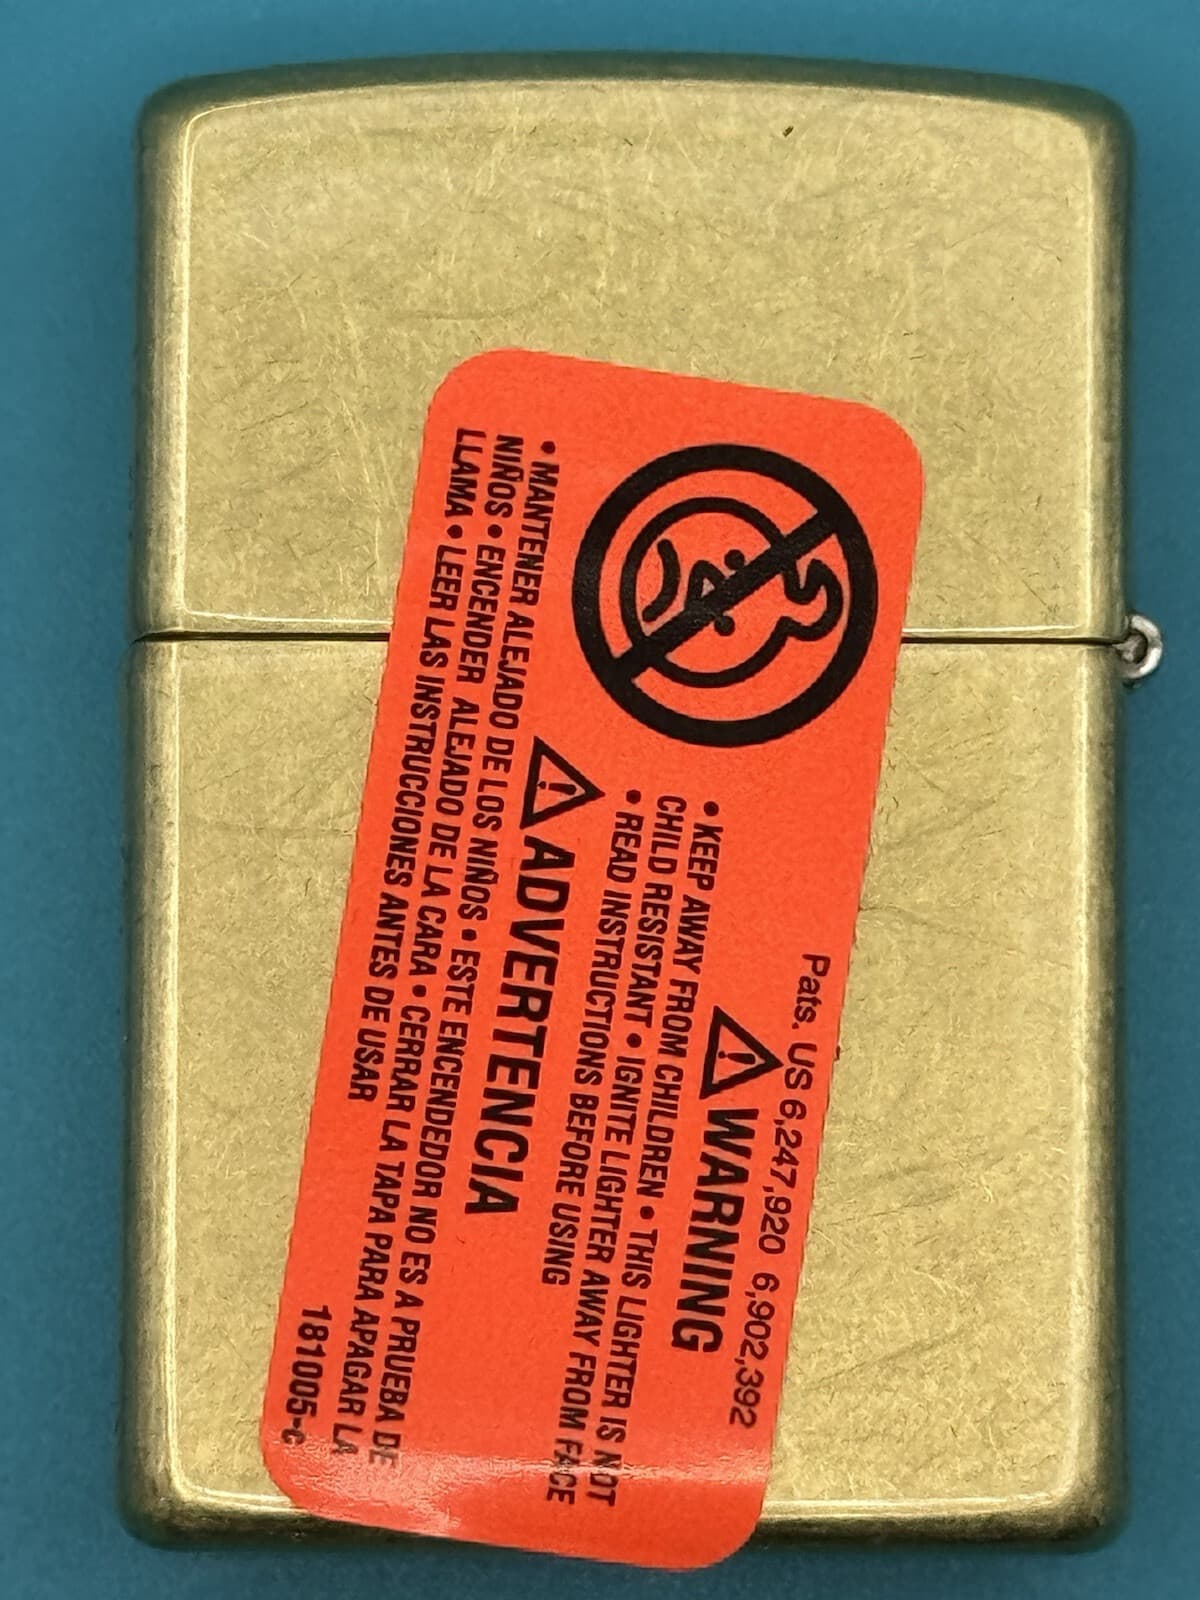 Pats. US 6,247,920 6,902,392
WARNING
• KEEP AWAY FROM CHILDREN • THIS LIGHTER IS NOT
CHILD RESISTANT • IGNITE LIGHTER AWAY FROM FACE
• READ INSTRUCTIONS BEFORE USING
ADVERTENCIA
• MANTENER ALEJADO DE LOS NIÑOS • ESTE ENCENDEDOR NO ES A PRUEBA DE
NIÑOS • ENCENDER ALEJADO DE LA CARA • CERRAR LA TAPA PARA APAGAR LA
LLAMA • LEER LAS INSTRUCCIONES ANTES DE USAR
181005-C